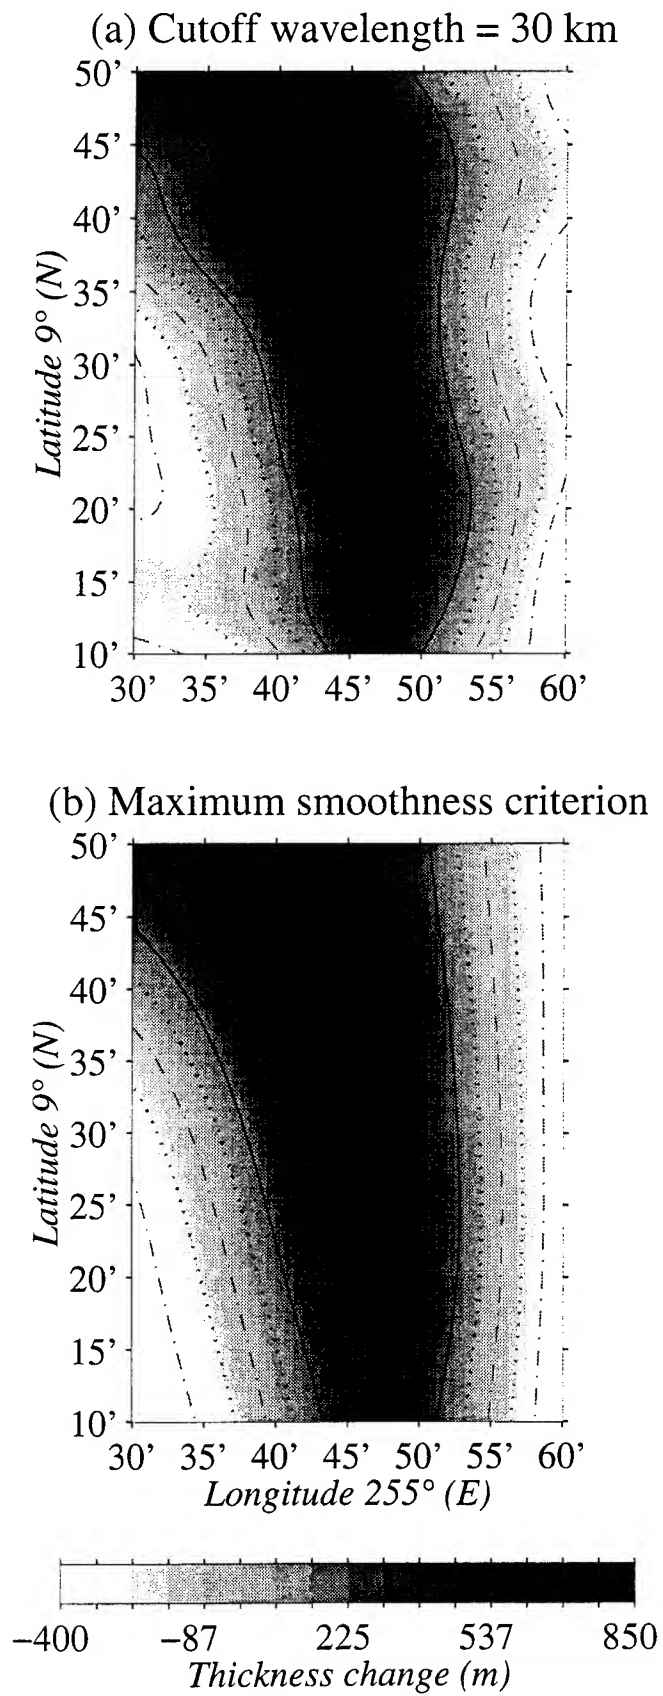 (a) Cutoff wavelength = 30 km
50’
45’
40’
35’
30’
25’
20’
15’
10’
Latitude 9° (N)
30’ 35’ 40’ 45’ 50’ 55’ 60’
(b) Maximum smoothness criterion
50’
45’
40’
35’
30’
25’
20’
15’
10’
Latitude 9° (N)
30’ 35’ 40’ 45’ 50’ 55’ 60’
Longitude 255° (E)
−400 −87 225 537 850
Thickness change (m)